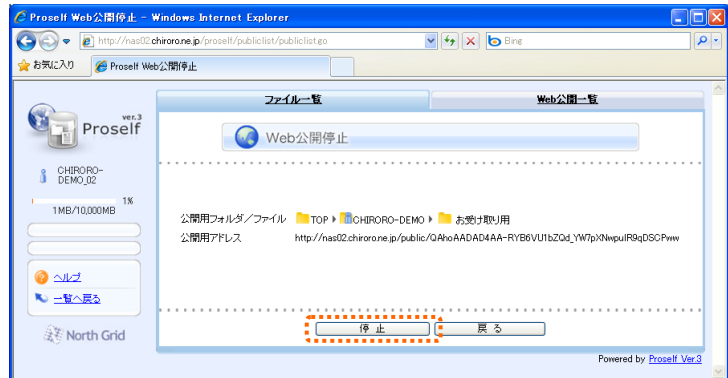 Proself Web公開停止 - Windows Internet Explorer
http://nas02.chirorone.jp/proself/publiclist/publiclist.go
Bing
お気に入り
Proself Web公開停止
ファイル一覧
Web公開一覧
ver.3
Proself
Web公開停止
CHIRORO-
DEMO_02
1%
1MB/10,000MB
公開用フォルダ/ファイル TOP CHIRORO-DEMO お受け取り用
公開用アドレス http://nas02.chirorone.jp/public/QAhoAADAD4AA-RYB6VU1bZQd_YW7pXNwpuIR9qDSCPww
ヘルプ
一覧へ戻る
停 止
戻 る
North Grid
Powered by Proself Ver.3